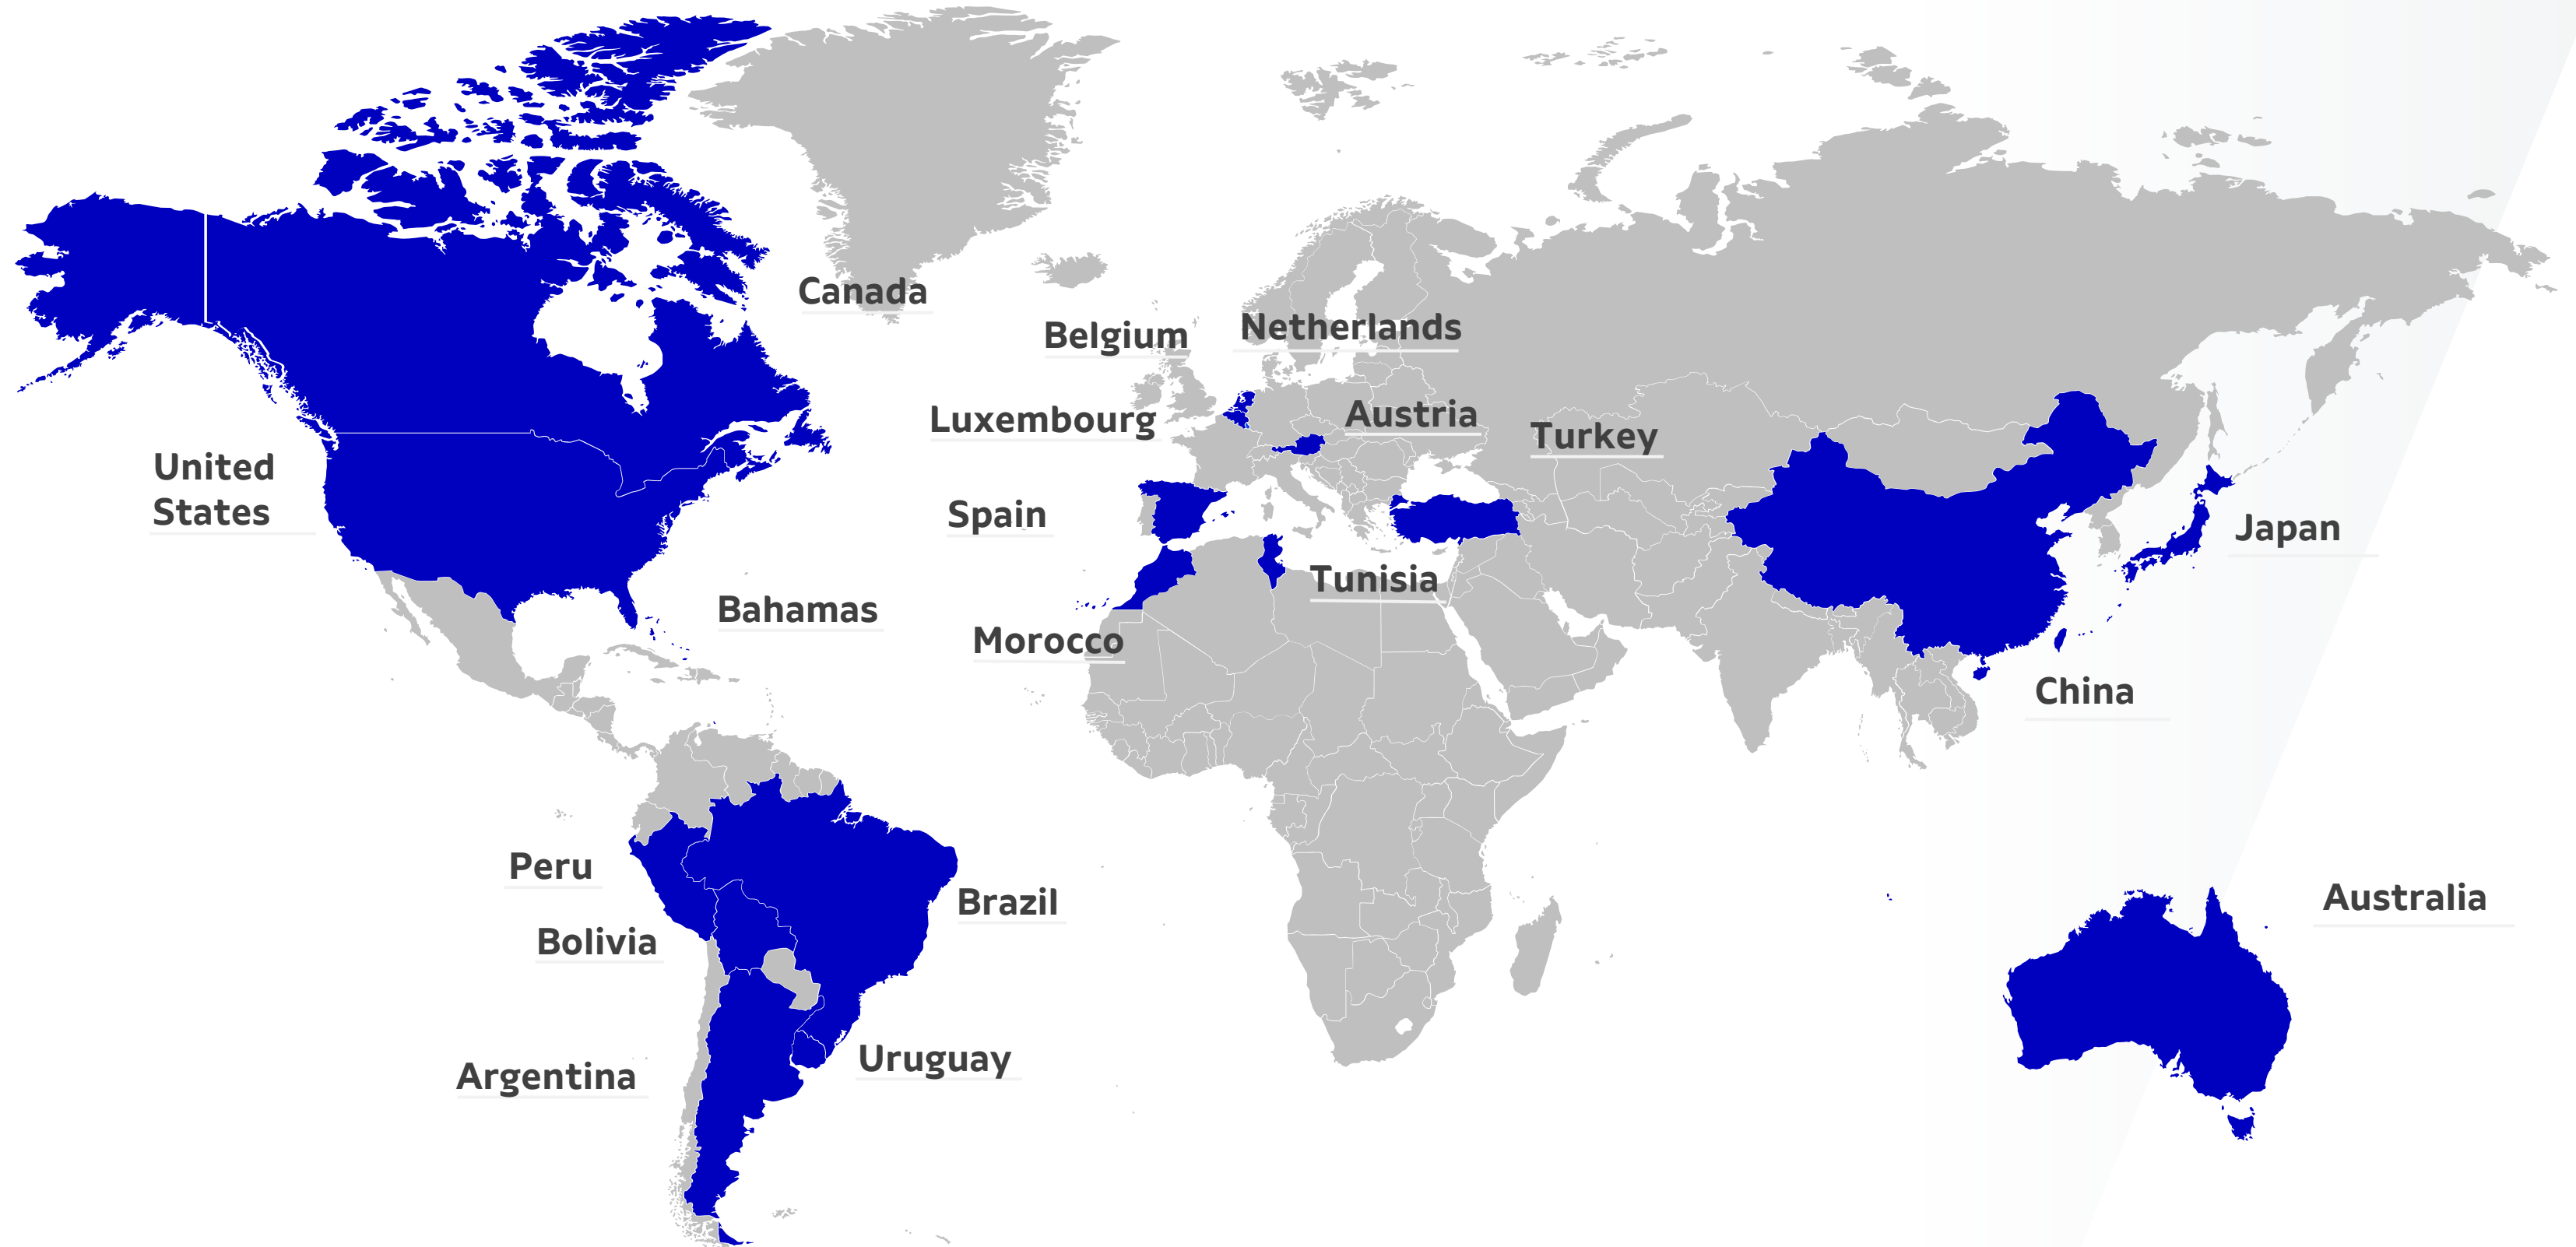 Canada
Belgium
Netherlands
Luxembourg
Austria
Turkey
United
States
Spain
Japan
Tunisia
Bahamas
Morocco
China
Peru
Brazil
Australia
Bolivia
Uruguay
Argentina